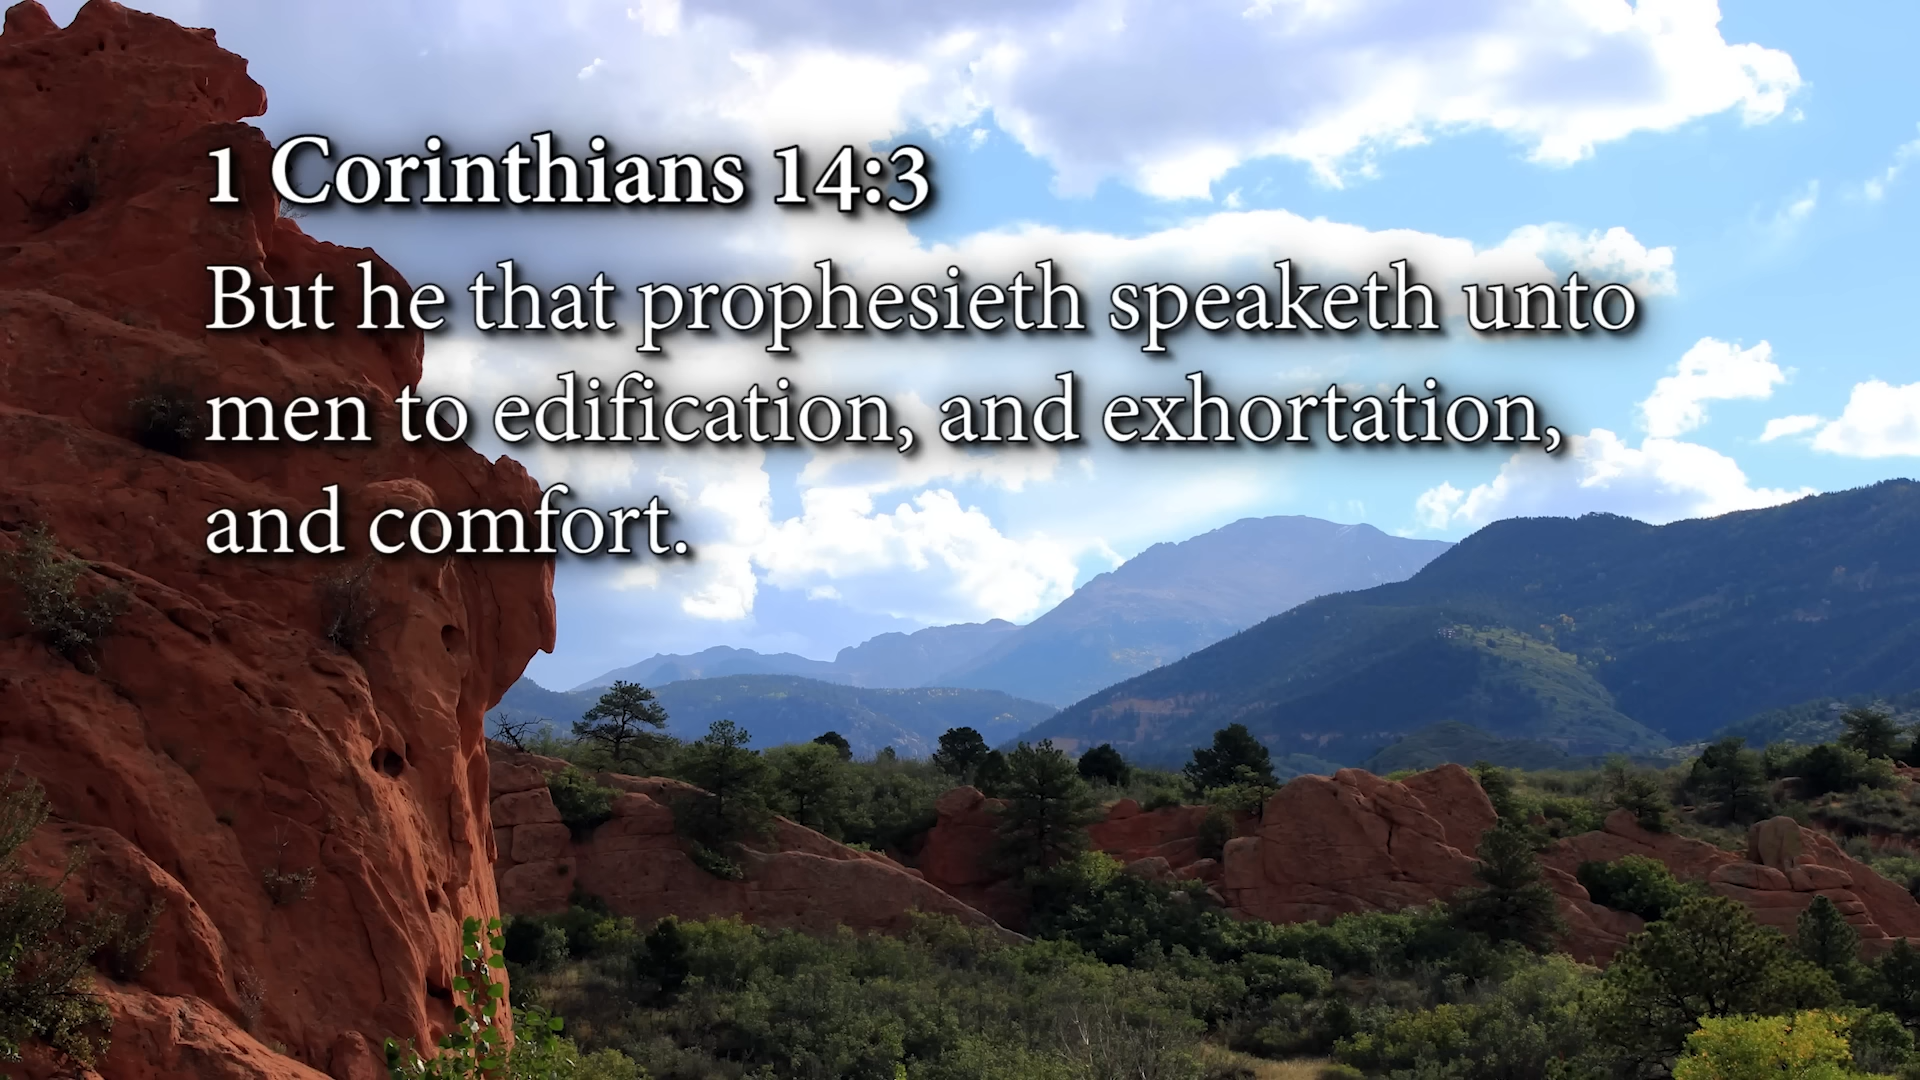 1 Corinthians 14:3
But he that prophesieth speaketh unto
men to edification, and exhortation,
and comfort.